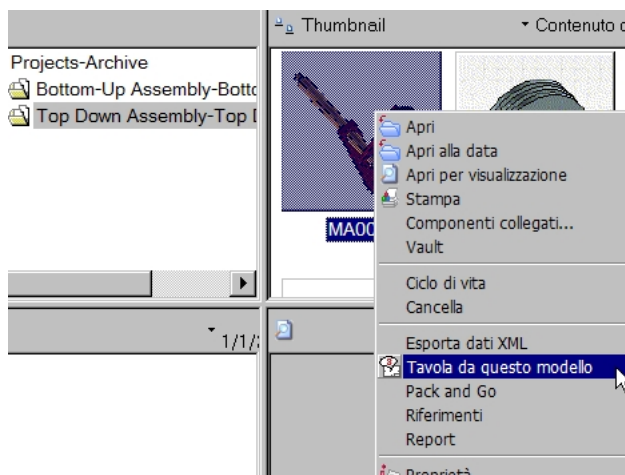 Thumbnail
Contenuto
Projects-Archive
Bottom-Up Assembly-Botto
Top Down Assembly-Top
MA00
Apri
Apri alla data
Apri per visualizzazione
Stampa
Componenti collegati...
Vault
Ciclo di vita
Cancella
1/1/
Esporta dati XML
Tavola da questo modello
Pack and Go
Riferimenti
Report
Proprietà